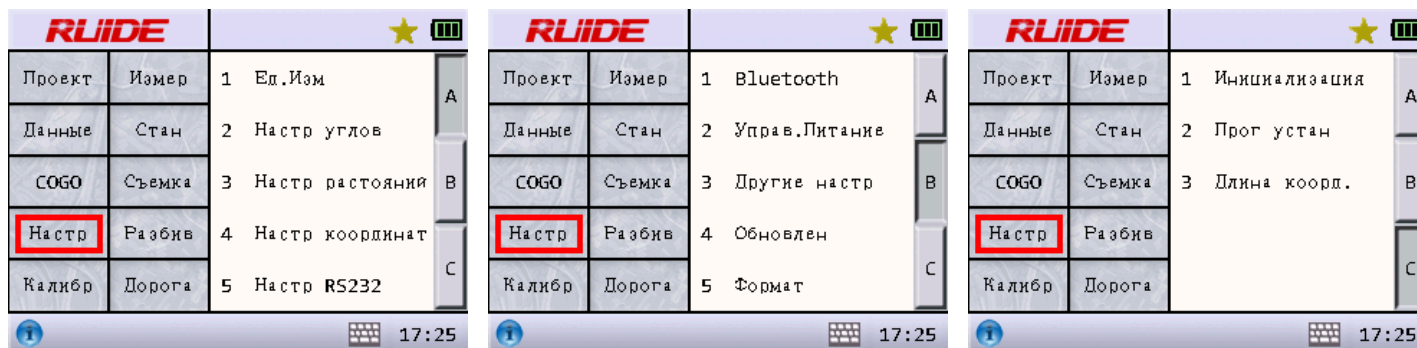 RUIDE
Проект Измер 1 Ед.Изм A
Данные Стан 2 Настр углов
COGO Съемка 3 Настр растояний B
Настр Разбив 4 Настр координат
Калибр Дорога 5 Настр RS232 C
17:25
RUIDE
Проект Измер 1 Bluetooth A
Данные Стан 2 Управ.Питание
COGO Съемка 3 Другие настр B
Настр Разбив 4 Обновлен
Калибр Дорога 5 Формат C
17:25
RUIDE
Проект Измер 1 Инициализация A
Данные Стан 2 Прог устан
COGO Съемка 3 Длина коорд. B
Настр Разбив
Калибр Дорога C
17:25